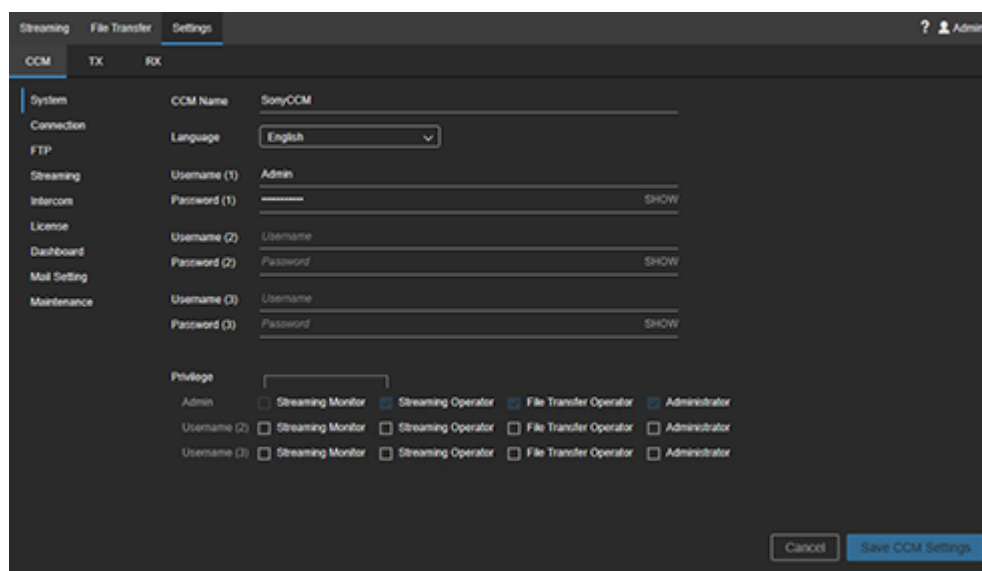 Streaming File Transfer Settings ? Admin
CCM TX RX
System
Connection
FTP
Streaming
Intercom
License
Dashboard
Mail Setting
Maintenance
CCM Name SonyCCM
Language English
Username (1) Admin
Password (1) SHOW
Username (2) Username
Password (2) Password SHOW
Username (3) Username
Password (3) Password SHOW
Privilege
Admin Streaming Monitor Streaming Operator File Transfer Operator Administrator
Username (2) Streaming Monitor Streaming Operator File Transfer Operator Administrator
Username (3) Streaming Monitor Streaming Operator File Transfer Operator Administrator
Cancel Save CCM Settings